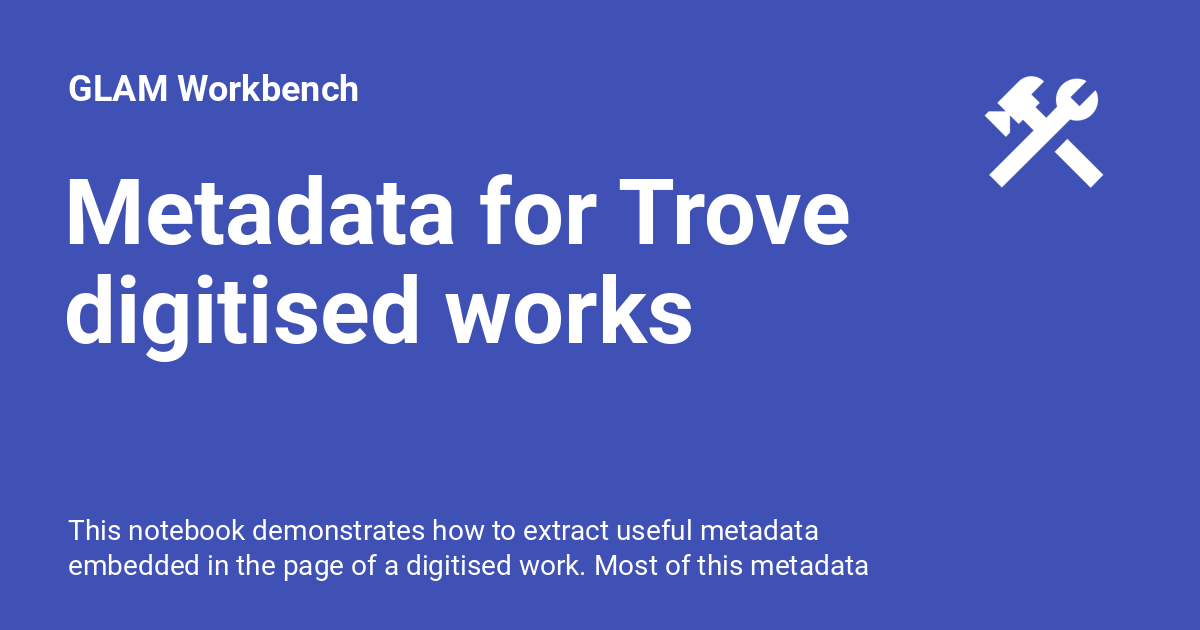 GLAM Workbench
Metadata for Trove
digitised works
This notebook demonstrates how to extract useful metadata
embedded in the page of a digitised work. Most of this metadata